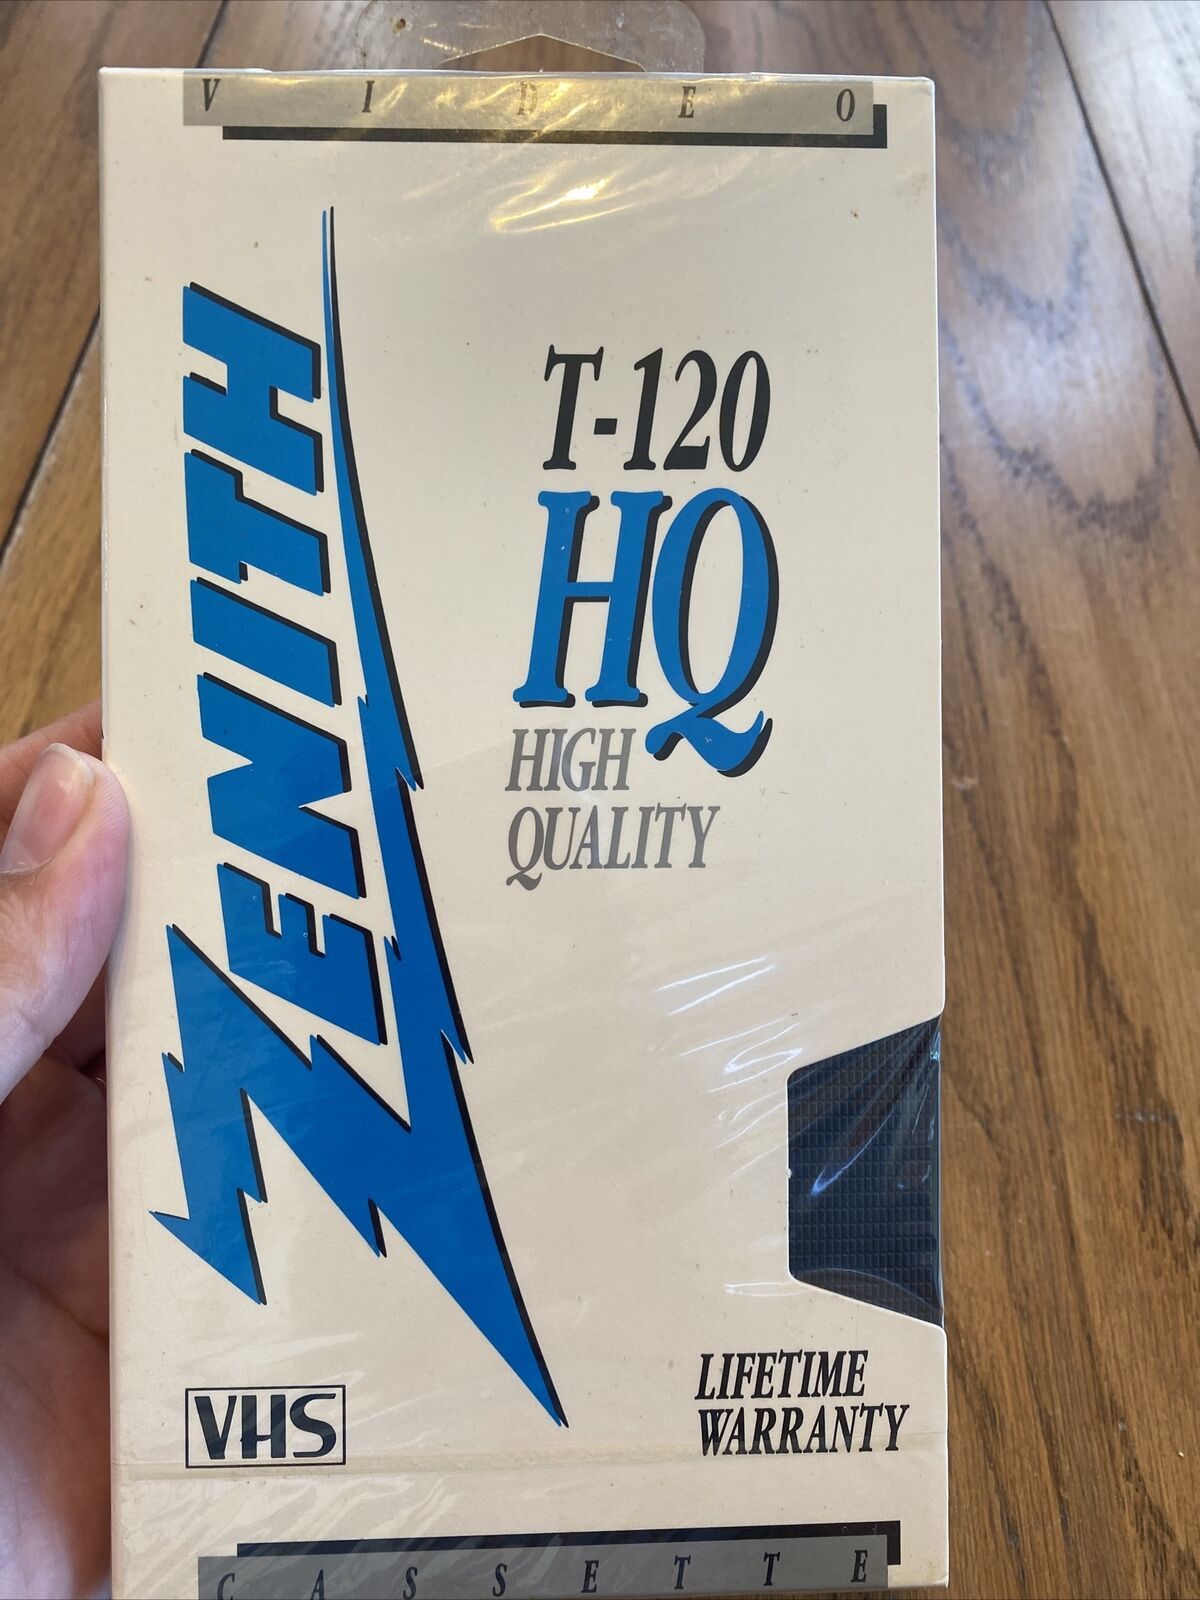 VIDEO
ZENITH
T-120
HQ
HIGH
QUALITY
VHS
LIFETIME
WARRANTY
CASSETTE